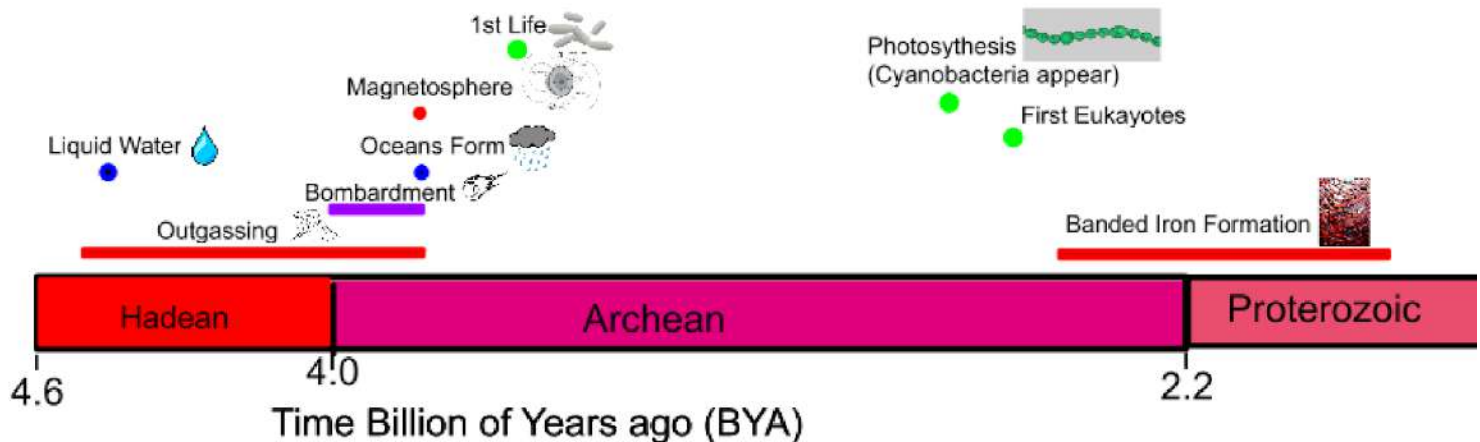 1st Life
Magnetosphere
Liquid Water
Oceans Form
Bombardment
Outgassing
Photosythesis
(Cyanobacteria appear)
First Eukayotes
Banded Iron Formation
Hadean
Archean
Proterozoic
4.6
4.0
2.2
Time Billion of Years ago (BYA)